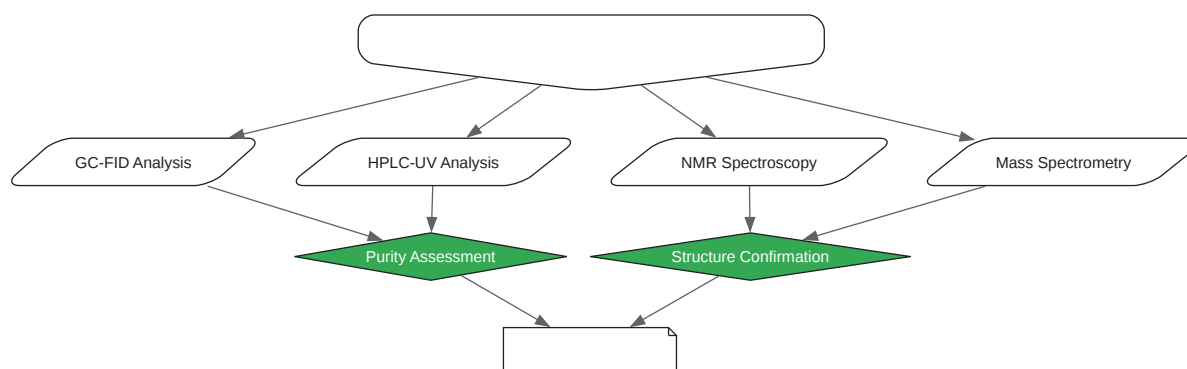 GC-FID Analysis
HPLC-UV Analysis
NMR Spectroscopy
Mass Spectrometry
Purity Assessment
Structure Confirmation